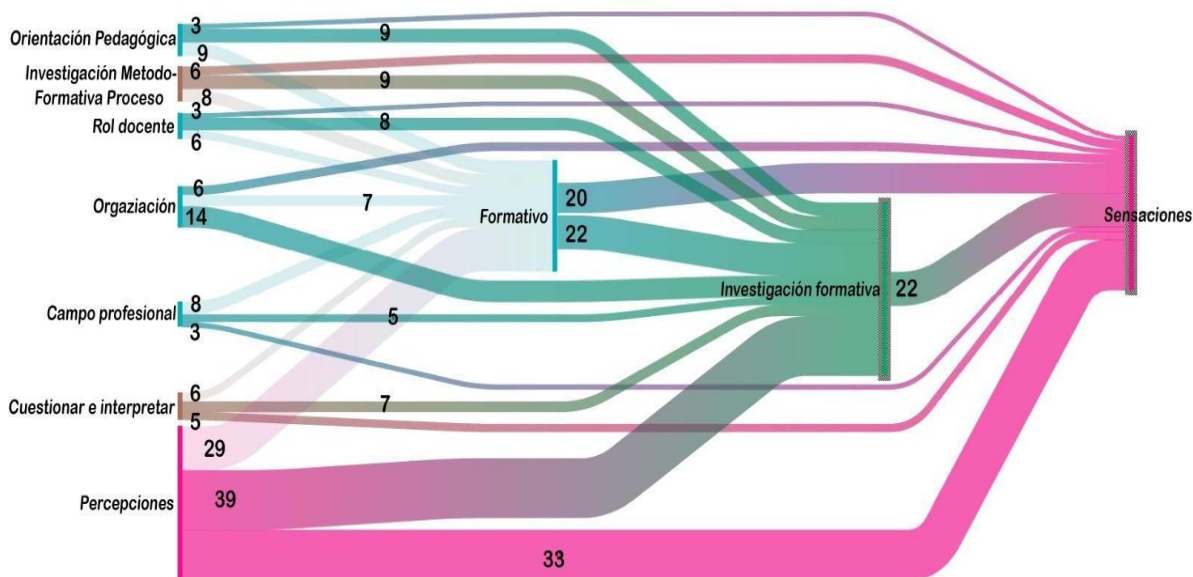 3
9
Orientación Pedagógica
9
6
Investigación Metodo-
9
Formativa Proceso
8
3
Rol docente
8
6
6
7
Orgaziación
14
Formativo
20
22
Sensaciones
Investigación formativa
22
8
Campo profesional
5
3
6
Cuestionar e interpretar
7
5
29
Percepciones
39
33